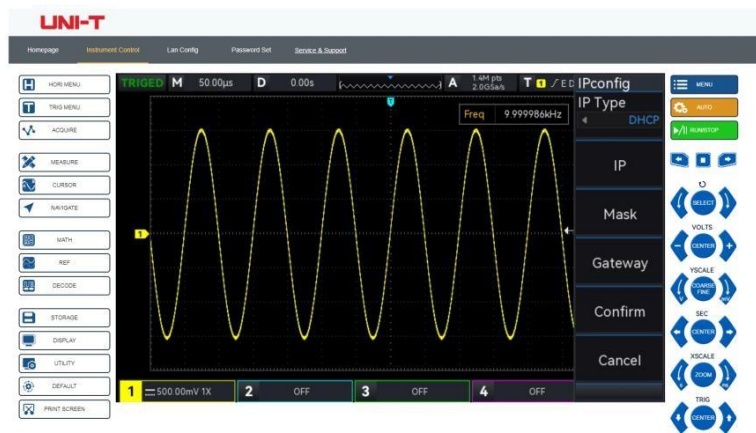 UNI-T
Homepage Instrument Control Lan Config Password Set Service & Support
HORI MENU
TRIG MENU
ACQUIRE
MEASURE
CURSOR
NAVIGATE
MATH
REF
DECODE
STORAGE
DISPLAY
UTILITY
DEFAULT
PRINT SCREEN
TRIGED M 50.00μs D 0.00s A 1.4M pts 2.0GSa/s T 1 E D
T
Freq 9.999986kHz
1
1 500.00mV 1X 2 OFF 3 OFF 4 OFF
IPconfig
IP Type
DHCP
IP
Mask
Gateway
Confirm
Cancel
MENU
AUTO
RUN/STOP
SELECT
VOLTS
CENTER
YSCALE
COARSE
FINE
V
mV
SEC
CENTER
XSCALE
ZOOM
TRIG
CENTER